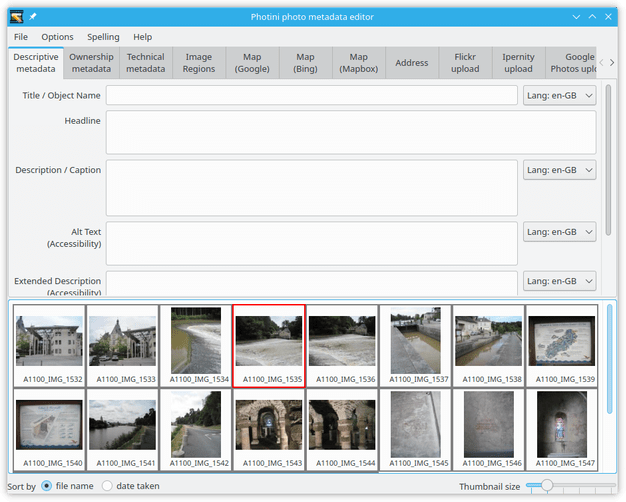 Photini photo metadata editor
File Options Spelling Help
Descriptive metadata
Ownership metadata
Technical metadata
Image Regions
Map (Google)
Map (Bing)
Map (Mapbox)
Address
Flickr upload
Ipernity upload
Google Photos uplo
Title / Object Name
Lang: en-GB
Headline
Description / Caption
Lang: en-GB
Alt Text
(Accessibility)
Lang: en-GB
Extended Description
(Accessibility)
Lang: en-GB
A1100_IMG_1532 A1100_IMG_1533 A1100_IMG_1534 A1100_IMG_1535 A1100_IMG_1536 A1100_IMG_1537 A1100_IMG_1538 A1100_IMG_1539
A1100_IMG_1540 A1100_IMG_1541 A1100_IMG_1542 A1100_IMG_1543 A1100_IMG_1544 A1100_IMG_1545 A1100_IMG_1546 A1100_IMG_1547
Sort by file name date taken Thumbnail size